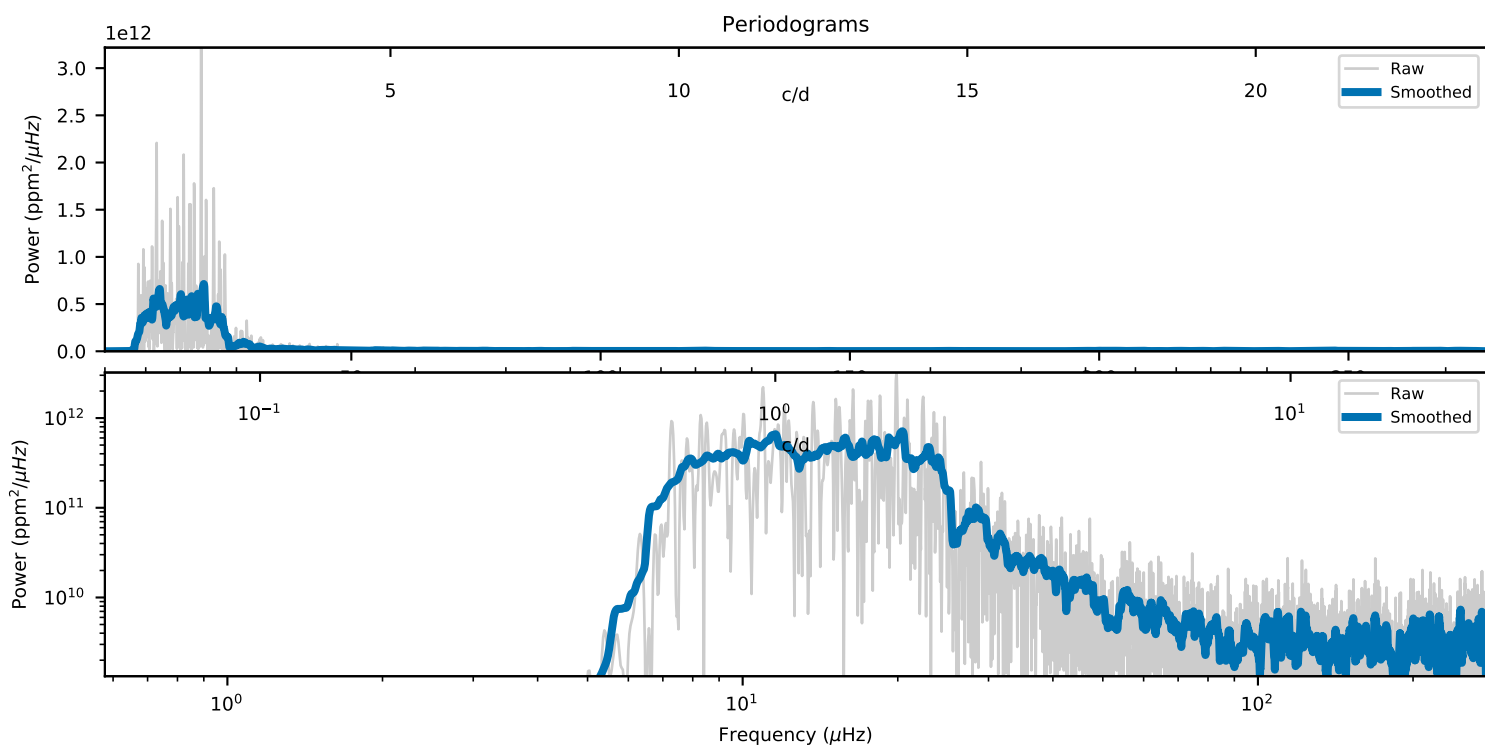 Periodograms
1e12
5 10 15 20
c/d
Raw
Smoothed
3.0
2.5
2.0
1.5
1.0
0.5
0.0
Power (ppm²/μHz)
10⁻¹ 10⁰ 10¹
c/d
Raw
Smoothed
10¹²
10¹¹
10¹⁰
Power (ppm²/μHz)
10⁰ 10¹ 10²
Frequency (μHz)